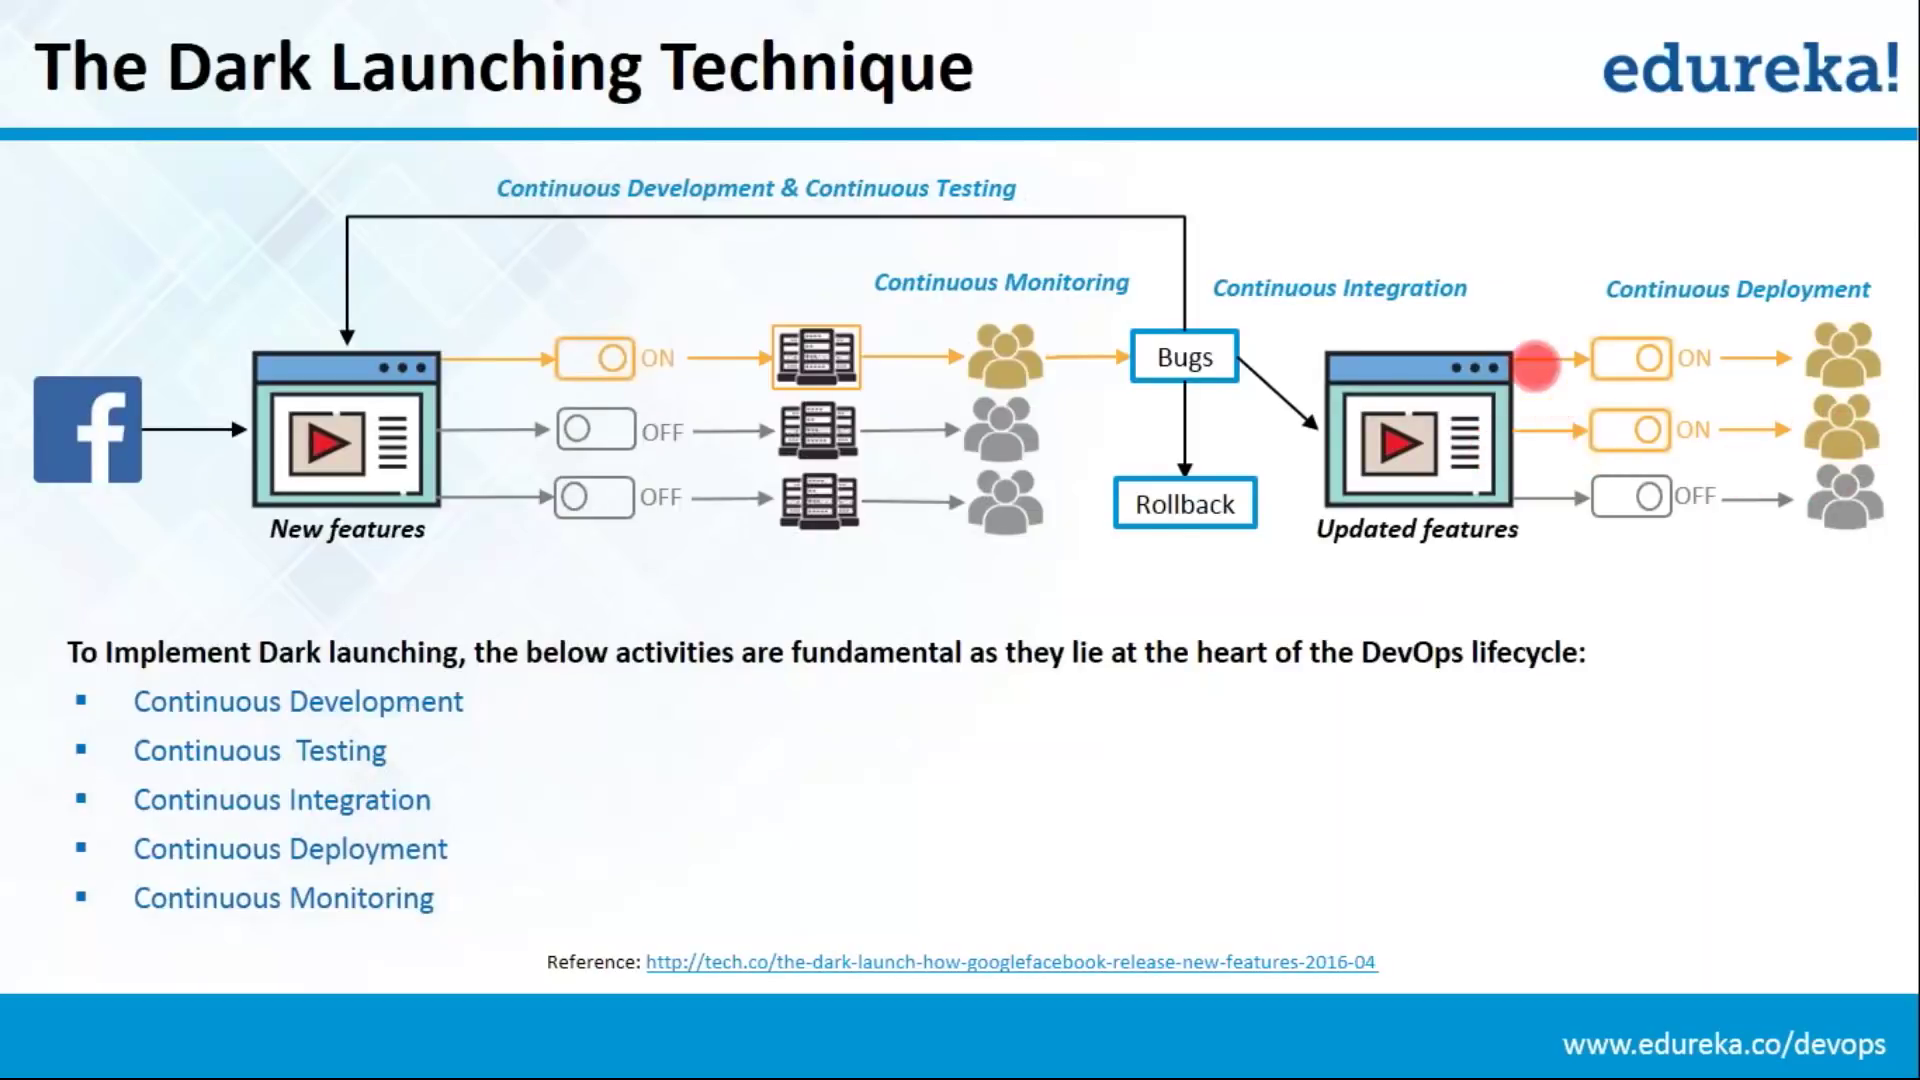 The Dark Launching Technique
edureka!
Continuous Development & Continuous Testing
Continuous Monitoring
Continuous Integration
Continuous Deployment
ON
OFF
OFF
Bugs
Rollback
ON
ON
OFF
f
New features
Updated features
To Implement Dark launching, the below activities are fundamental as they lie at the heart of the DevOps lifecycle:
▪ Continuous Development
▪ Continuous  Testing
▪ Continuous Integration
▪ Continuous Deployment
▪ Continuous Monitoring
Reference: http://tech.co/the-dark-launch-how-googlefacebook-release-new-features-2016-04
www.edureka.co/devops